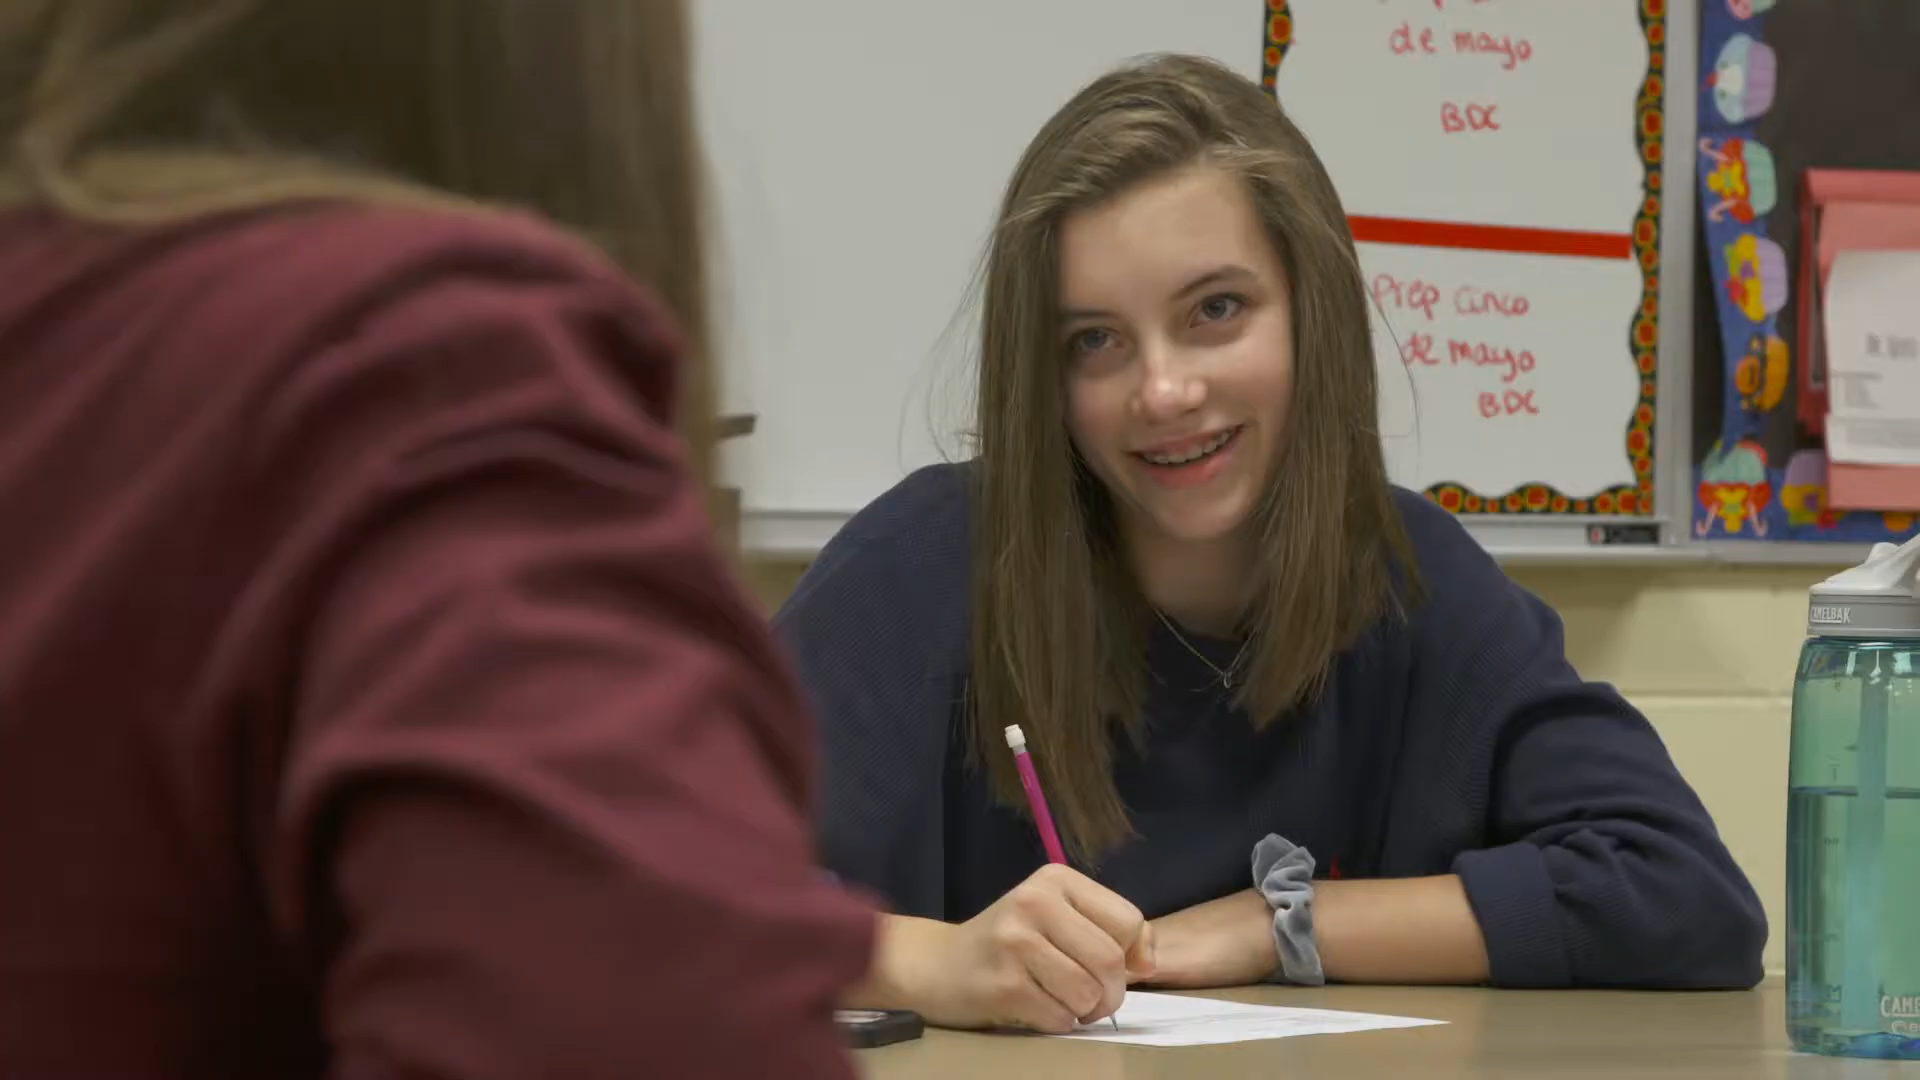 de mayo
BDC
Prep cinco
de mayo
BDC
CAMELBAK
CAME